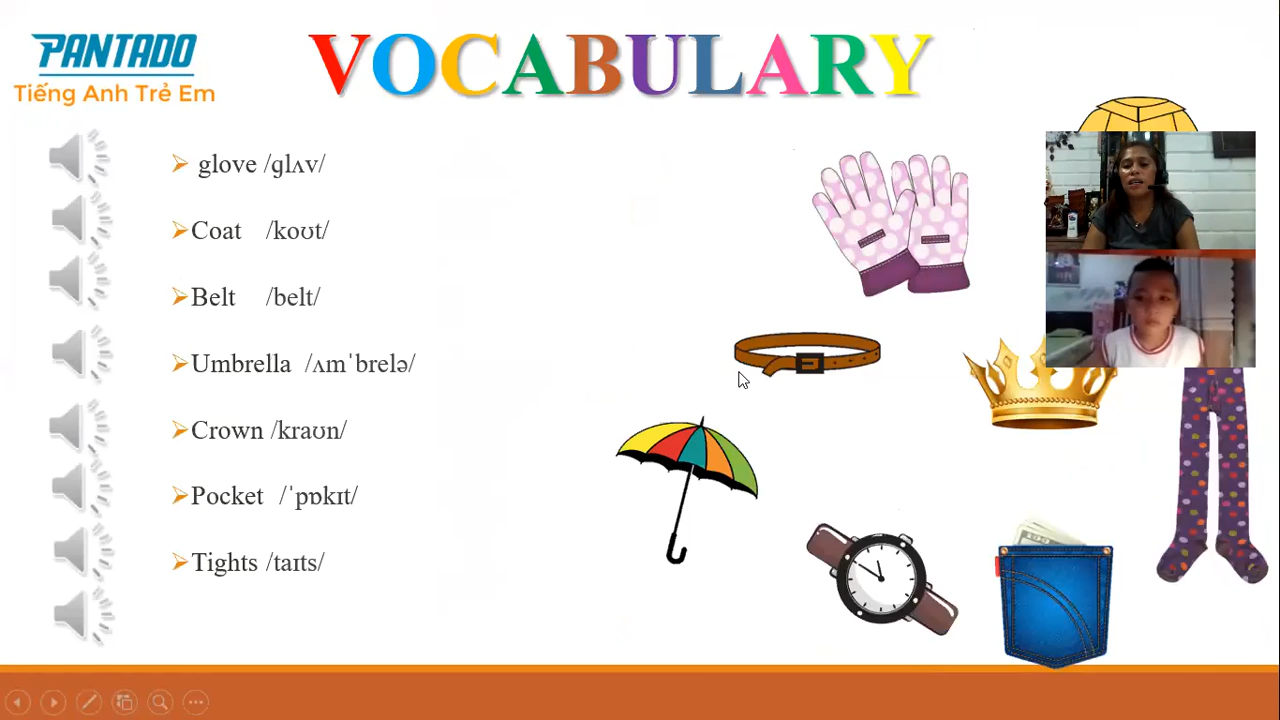 PANTADO
Tiếng Anh Trẻ Em
VOCABULARY
glove /ɡlʌv/
Coat /koʊt/
Belt /belt/
Umbrella /ʌmˈbrelə/
Crown /kraʊn/
Pocket /ˈpɒkɪt/
Tights /taɪts/